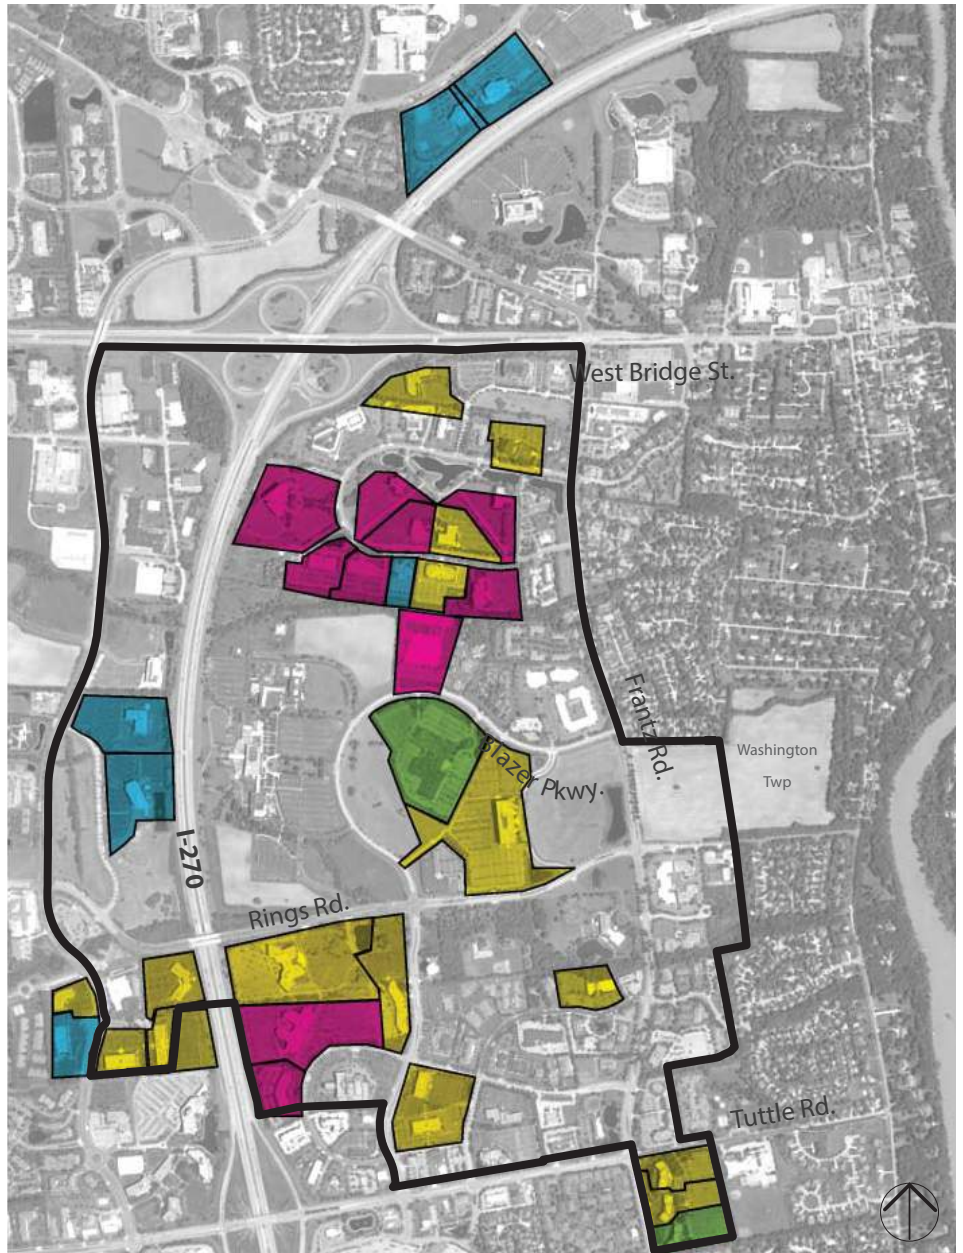 West Bridge St.
Frantz Rd.
Washington
Twp
Blazer Pkwy.
I-270
Rings Rd.
Tuttle Rd.